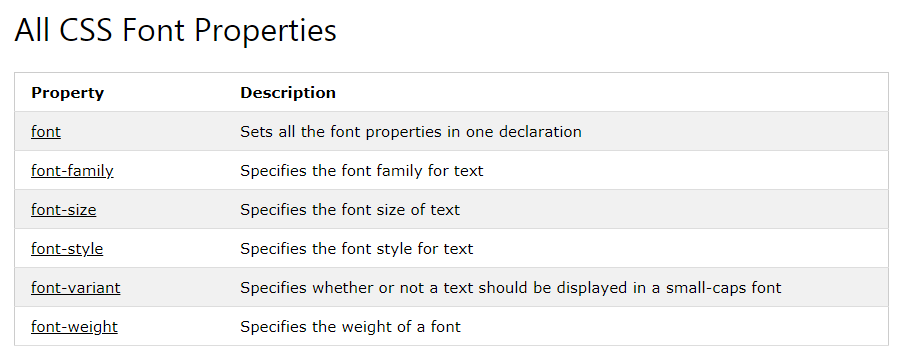 All CSS Font Properties
Property Description
font Sets all the font properties in one declaration
font-family Specifies the font family for text
font-size Specifies the font size of text
font-style Specifies the font style for text
font-variant Specifies whether or not a text should be displayed in a small-caps font
font-weight Specifies the weight of a font